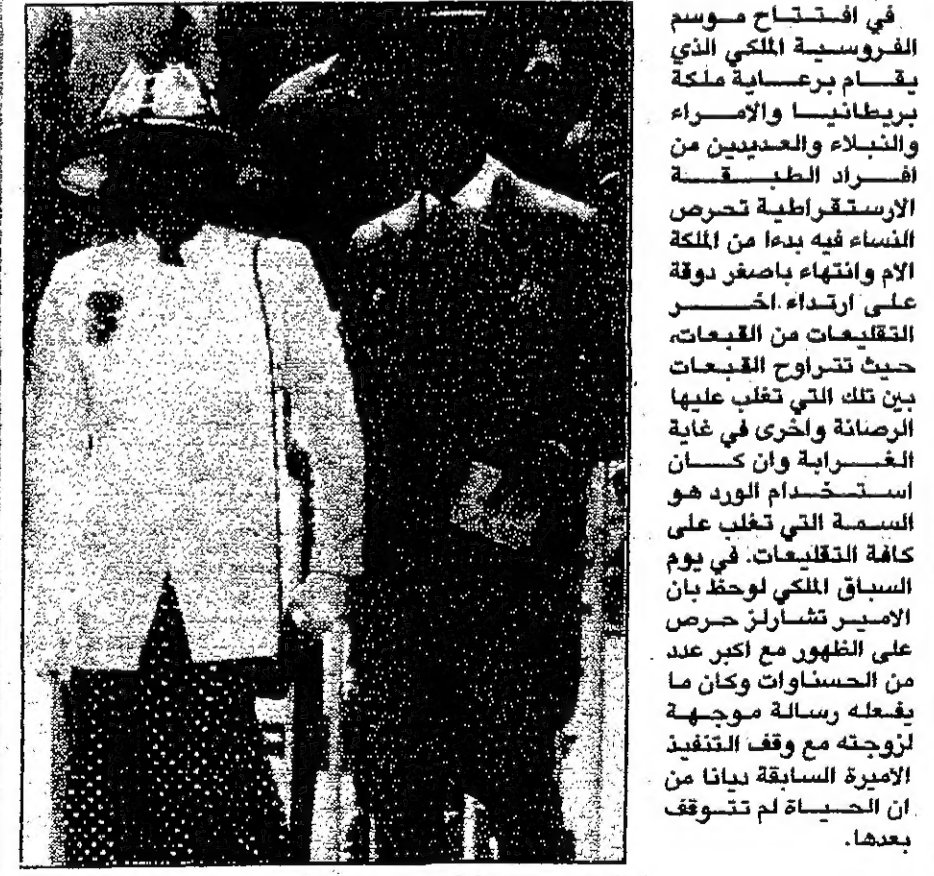 في افتتاح موسم
الفروسية الملكي الذي
يقام برعاية ملكة
بريطانيا والامراء
والنبلاء والعديدين من
افراد الطبقة
الارستقراطية تحرص
النساء فيه بدءا من الملكة
الام وانتهاء باصغر دوقة
على ارتداء اخر
التقليعات من القبعات،
حيث تتراوح القبعات
بين تلك التي تغلب عليها
الرصانة واخرى في غاية
الغرابة وان كان
استخدام الورد هو
السمة التي تغلب على
كافة التقليعات. في يوم
السباق الملكي لوحظ بان
الامير تشارلز حرص
على الظهور مع اكبر عدد
من الحسناوات وكان ما
يفعله رسالة موجهة
لزوجته مع وقف التنفيذ
الاميرة السابقة ديانا من
ان الحياة لم تتوقف
بعدها.